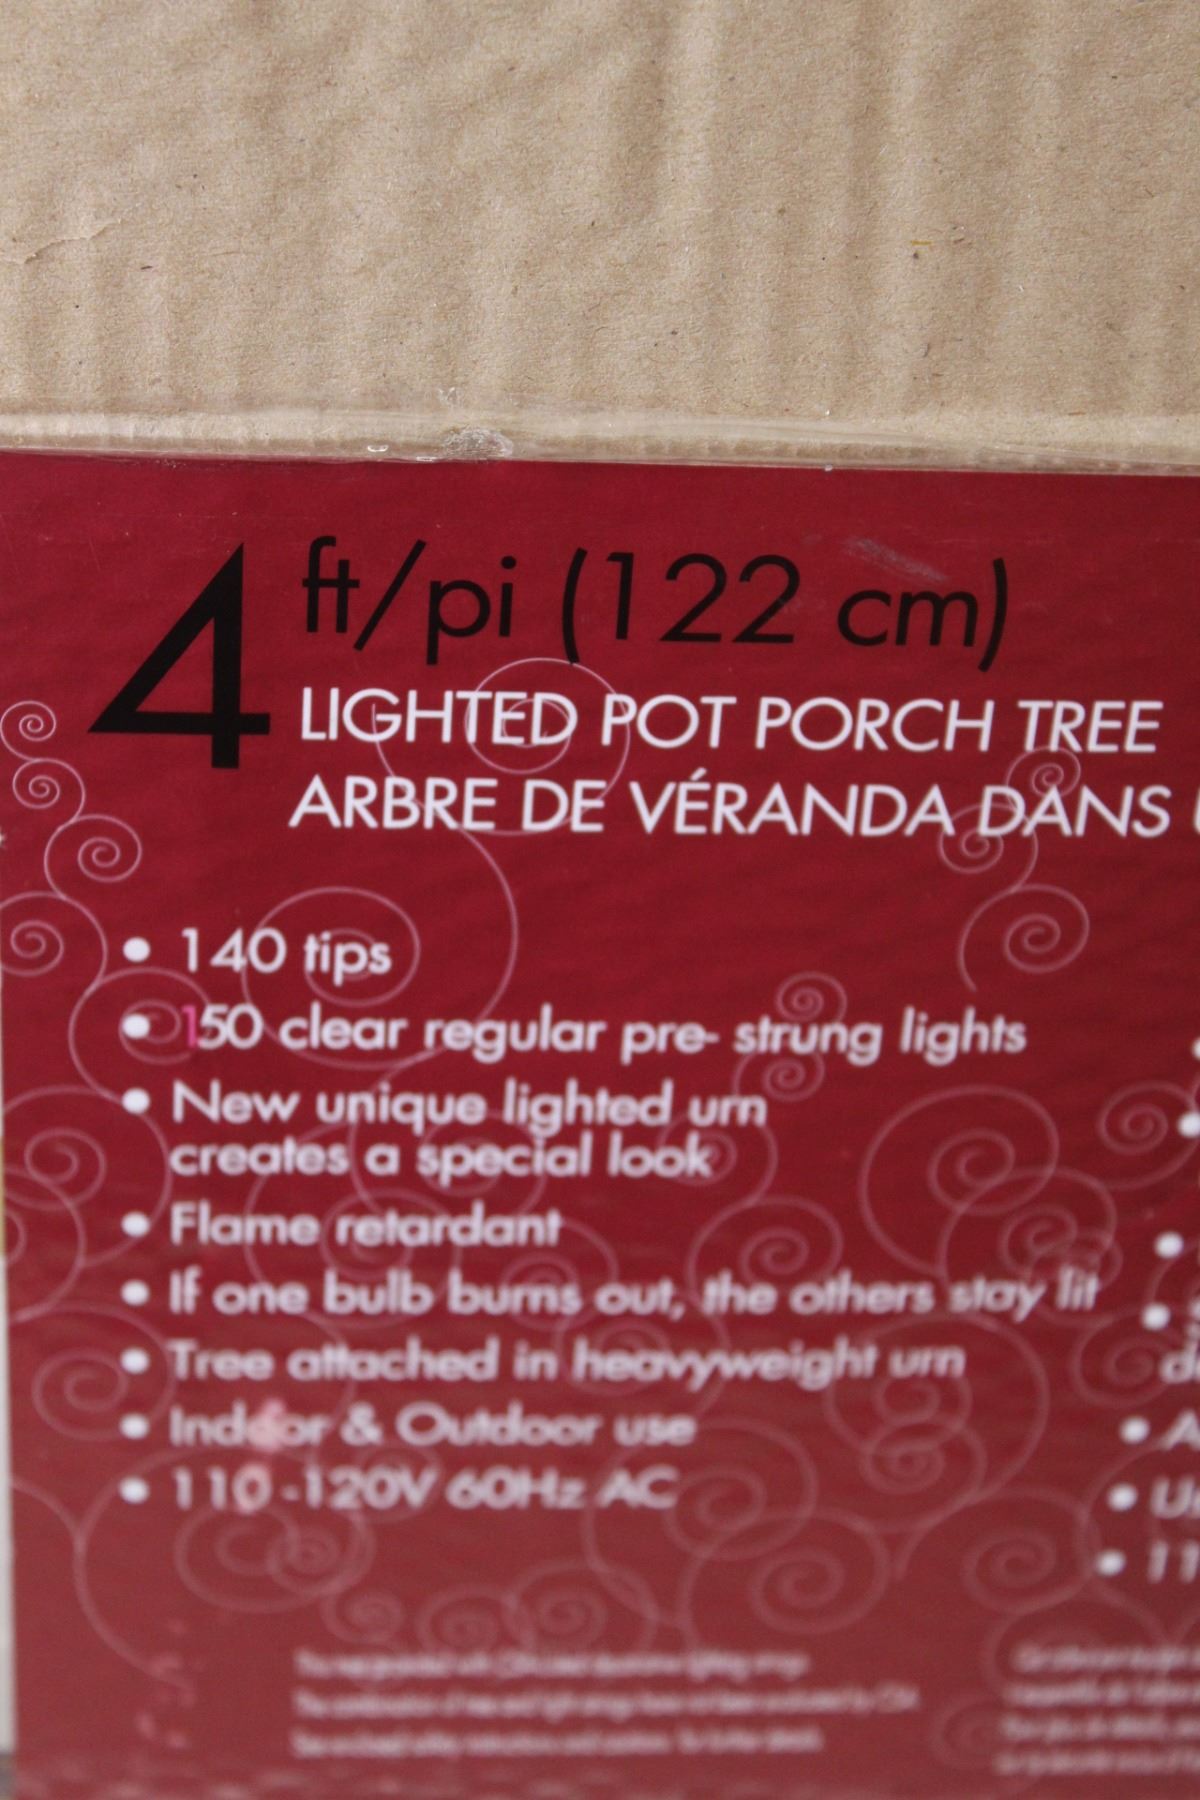 4 ft/pi (122 cm)
LIGHTED POT PORCH TREE
ARBRE DE VÉRANDA DANS
• 140 tips
• 150 clear regular pre- strung lights
• New unique lighted urn
creates a special look
• Flame retardant
• If one bulb burns out, the others stay lit
• Tree attached in heavyweight urn
• Indoor & Outdoor use
• 110 -120V 60Hz AC